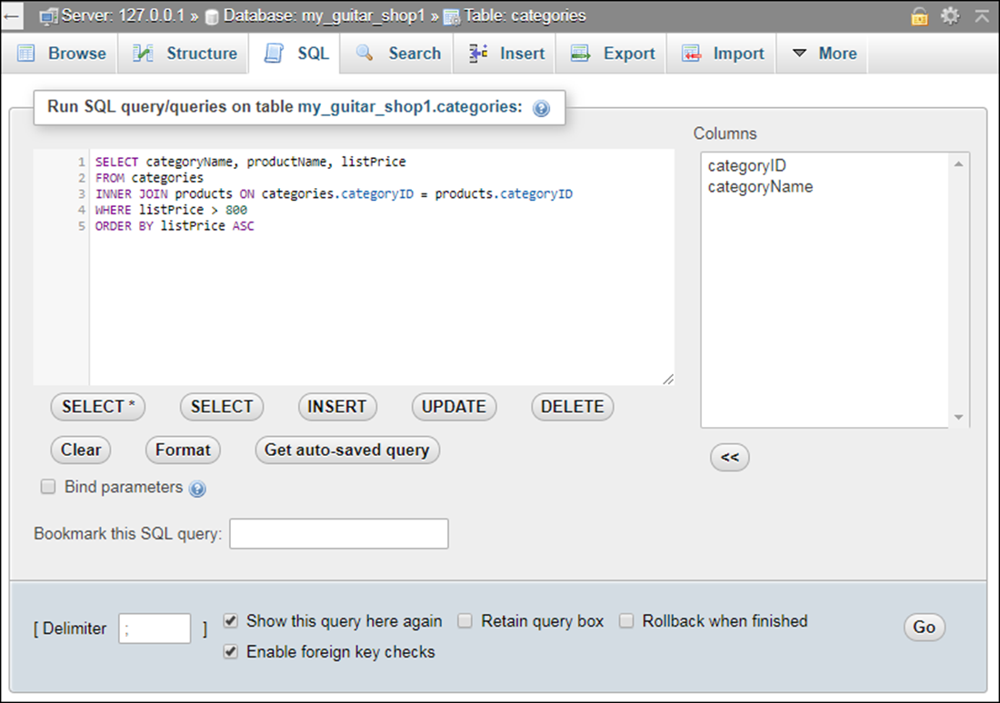 Server: 127.0.0.1 » Database: my_guitar_shop1 » Table: categories
Browse Structure SQL Search Insert Export Import More
Run SQL query/queries on table my_guitar_shop1.categories:
Columns
1 SELECT categoryName, productName, listPrice
2 FROM categories
3 INNER JOIN products ON categories.categoryID = products.categoryID
4 WHERE listPrice > 800
5 ORDER BY listPrice ASC
categoryID
categoryName
SELECT * SELECT INSERT UPDATE DELETE
Clear Format Get auto-saved query
<<
Bind parameters
Bookmark this SQL query:
[ Delimiter ; ] Show this query here again Retain query box Rollback when finished
Enable foreign key checks
Go